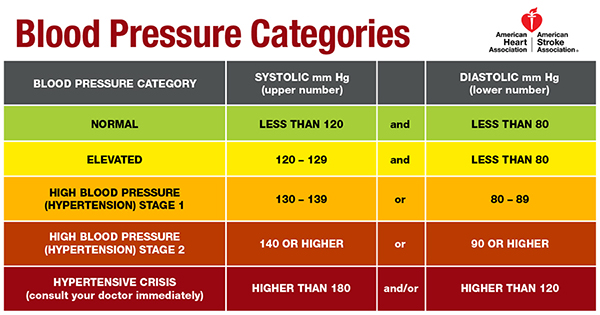 Blood Pressure Categories
American Heart Association
American Stroke Association®
BLOOD PRESSURE CATEGORY
SYSTOLIC mm Hg
(upper number)
DIASTOLIC mm Hg
(lower number)
NORMAL
LESS THAN 120
and
LESS THAN 80
ELEVATED
120 – 129
and
LESS THAN 80
HIGH BLOOD PRESSURE
(HYPERTENSION) STAGE 1
130 – 139
or
80 – 89
HIGH BLOOD PRESSURE
(HYPERTENSION) STAGE 2
140 OR HIGHER
or
90 OR HIGHER
HYPERTENSIVE CRISIS
(consult your doctor immediately)
HIGHER THAN 180
and/or
HIGHER THAN 120